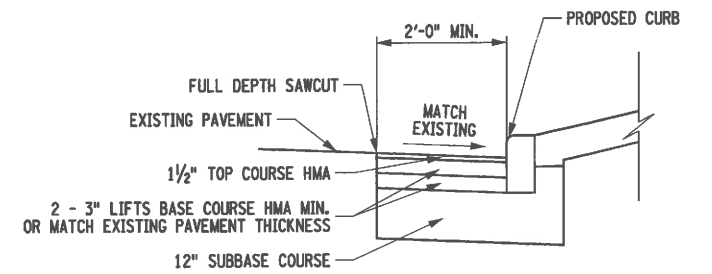 PROPOSED CURB
2'-0" MIN.
FULL DEPTH SAWCUT
EXISTING PAVEMENT
MATCH
EXISTING
1½" TOP COURSE HMA
2 - 3" LIFTS BASE COURSE HMA MIN.
OR MATCH EXISTING PAVEMENT THICKNESS
12" SUBBASE COURSE